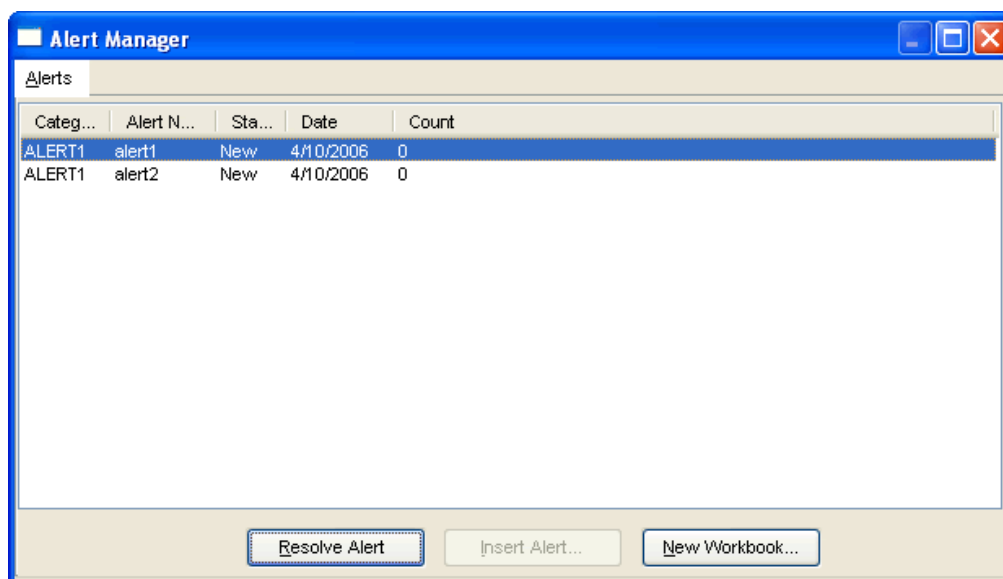 Alert Manager
Alerts
Categ... Alert N... Sta... Date Count
ALERT1 alert1 New 4/10/2006 0
ALERT1 alert2 New 4/10/2006 0
Resolve Alert Insert Alert... New Workbook...